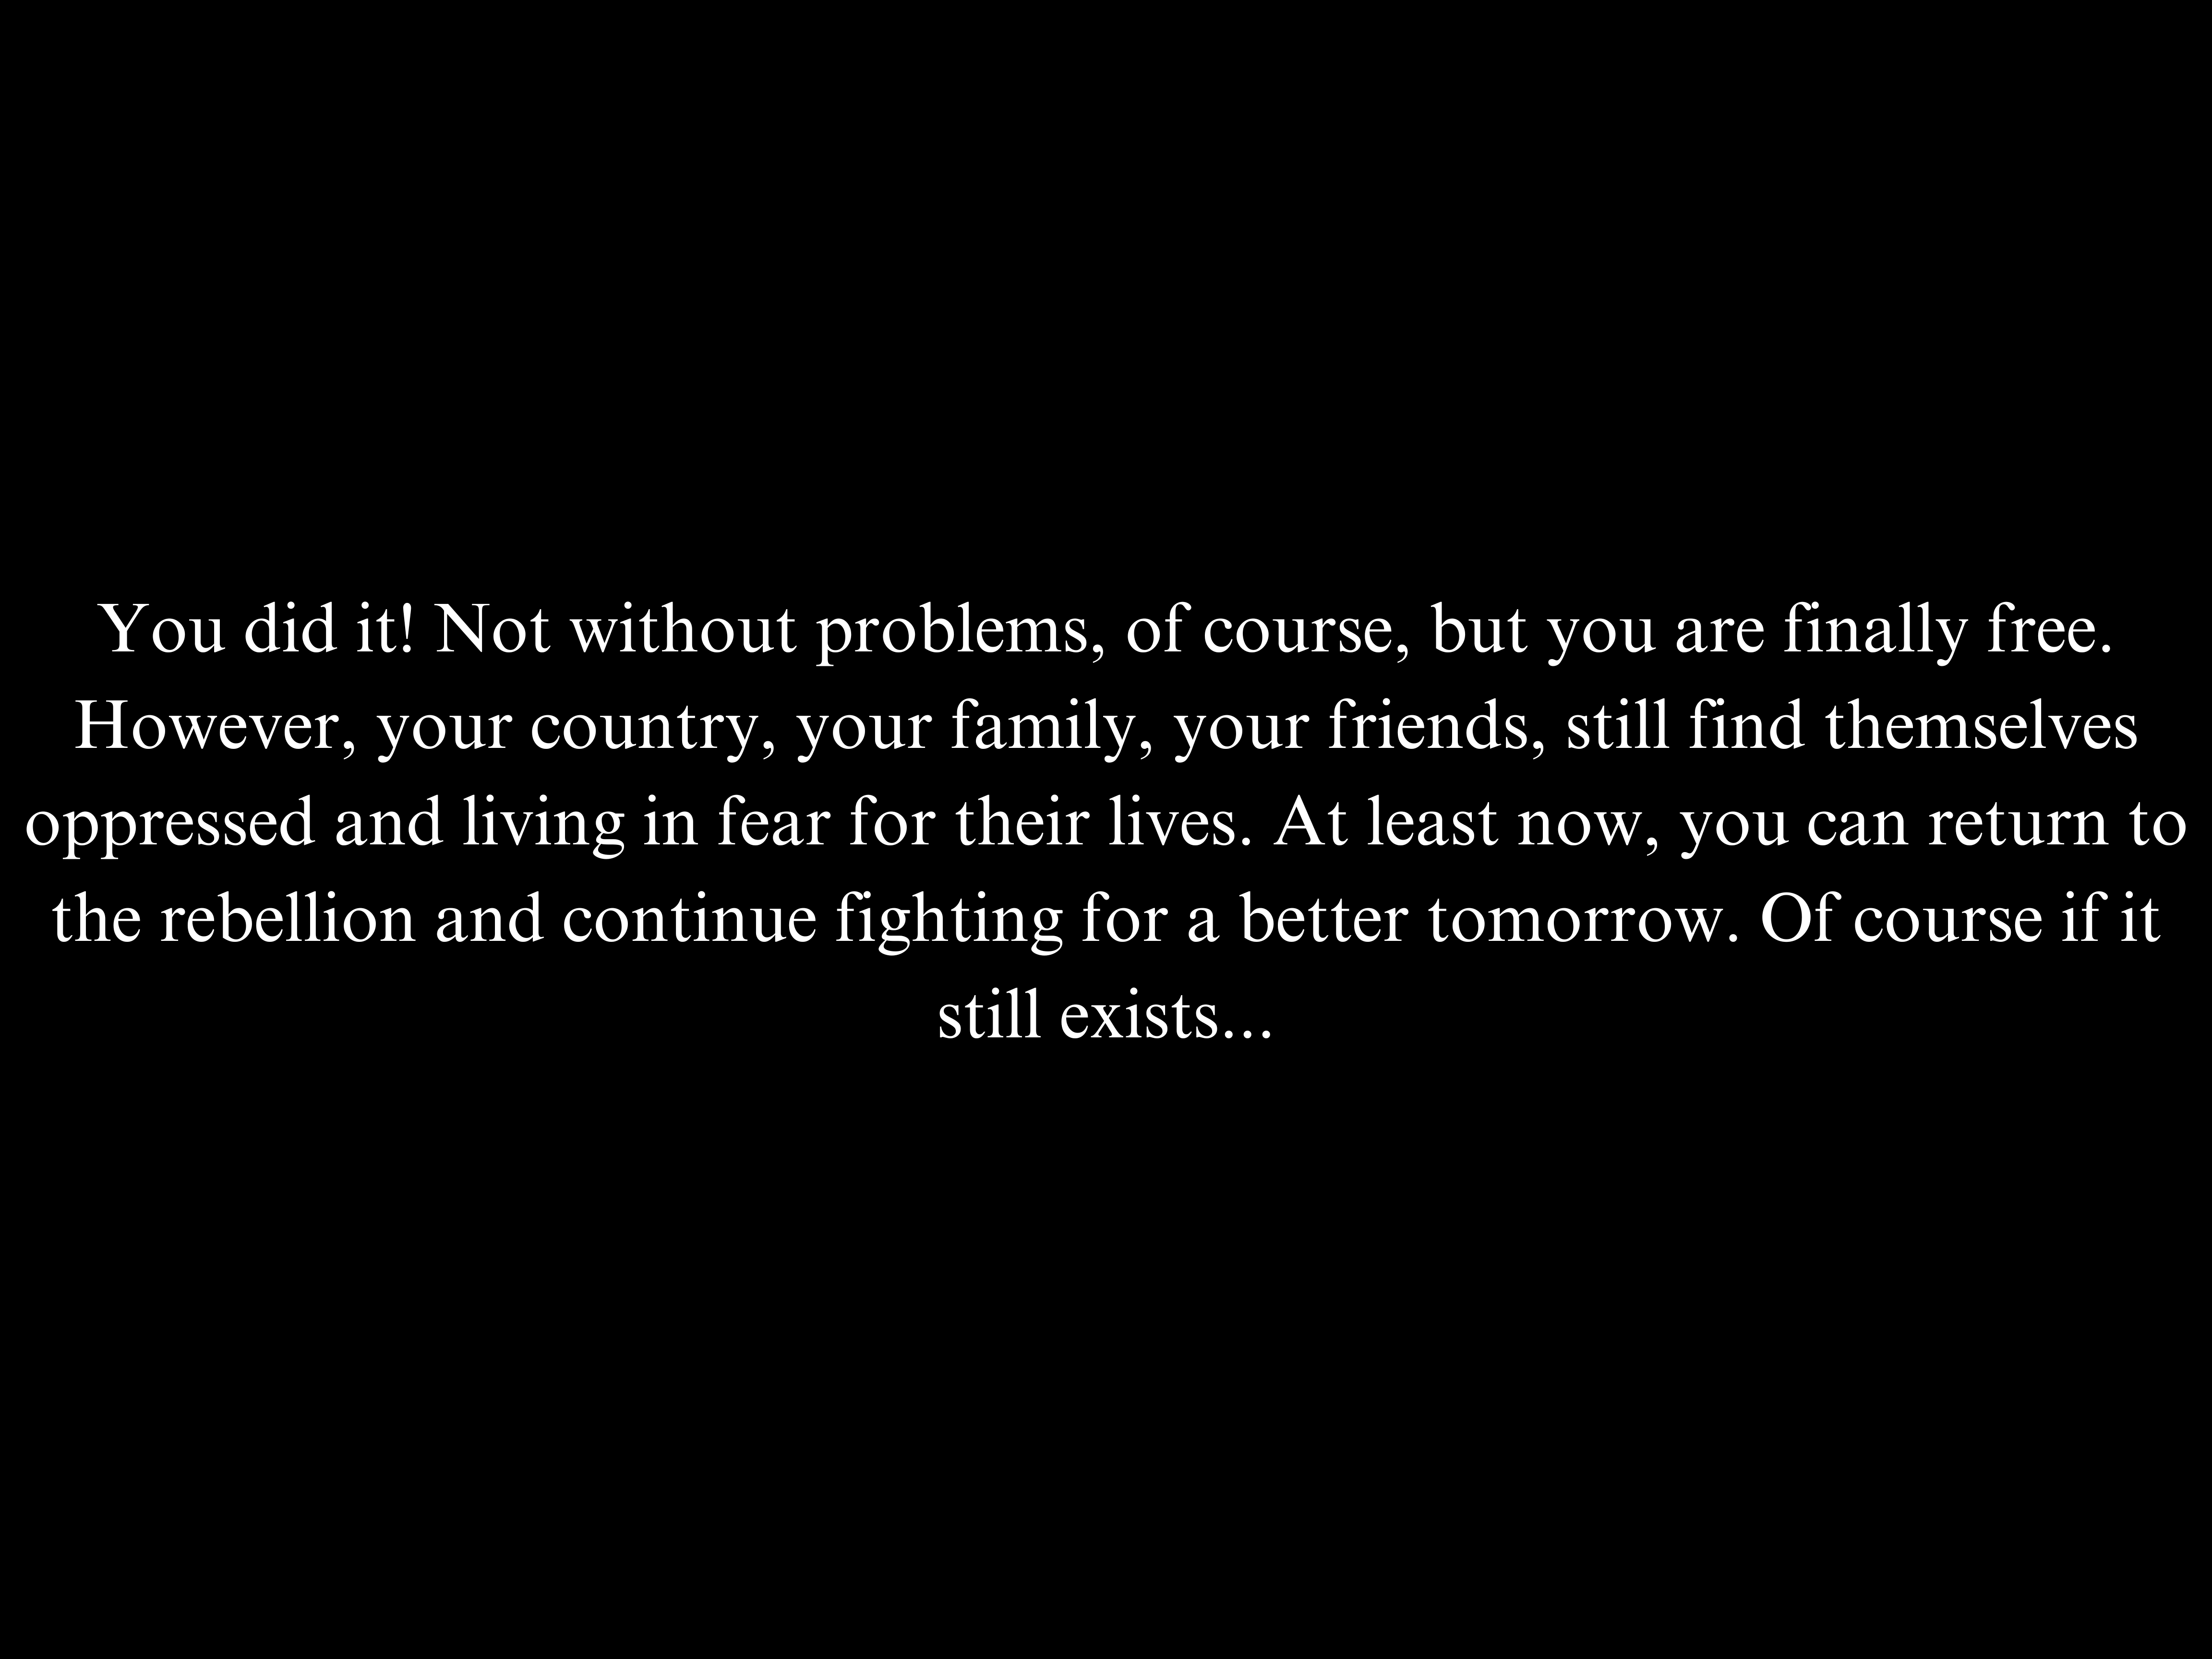 You did it! Not without problems, of course, but you are finally free.
However, your country, your family, your friends, still find themselves
oppressed and living in fear for their lives. At least now, you can return to
the rebellion and continue fighting for a better tomorrow. Of course if it
still exists...